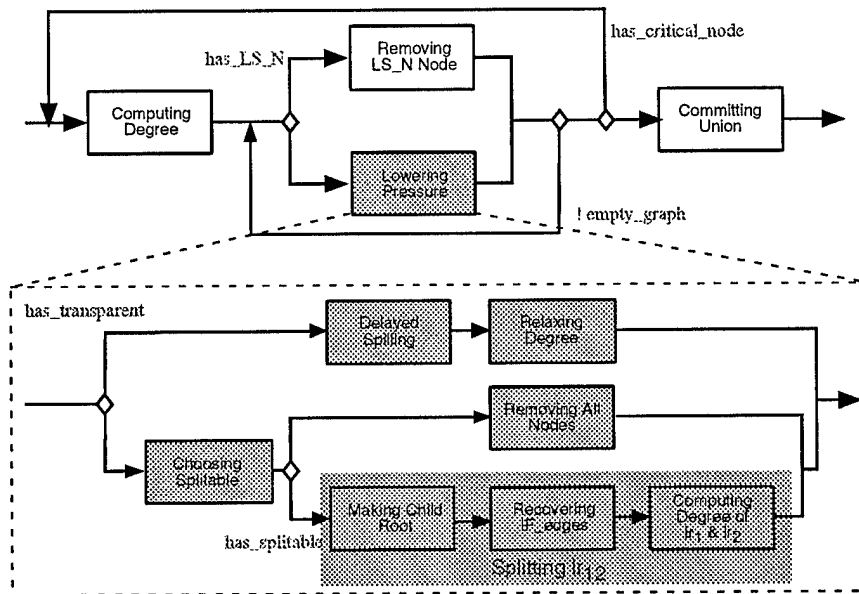 has_critical_node
has_LS_N
Removing
LS_N Node
Computing
Degree
Committing
Union
Lowering
Pressure
! empty_graph
has_transparent
Delayed
Spilling
Relaxing
Degree
Removing All
Nodes
Choosing
Splitable
Making Child
Root
Recovering
IF_edges
Computing
Degree of
lr1 & lr2
has_splitable
Splitting lr12